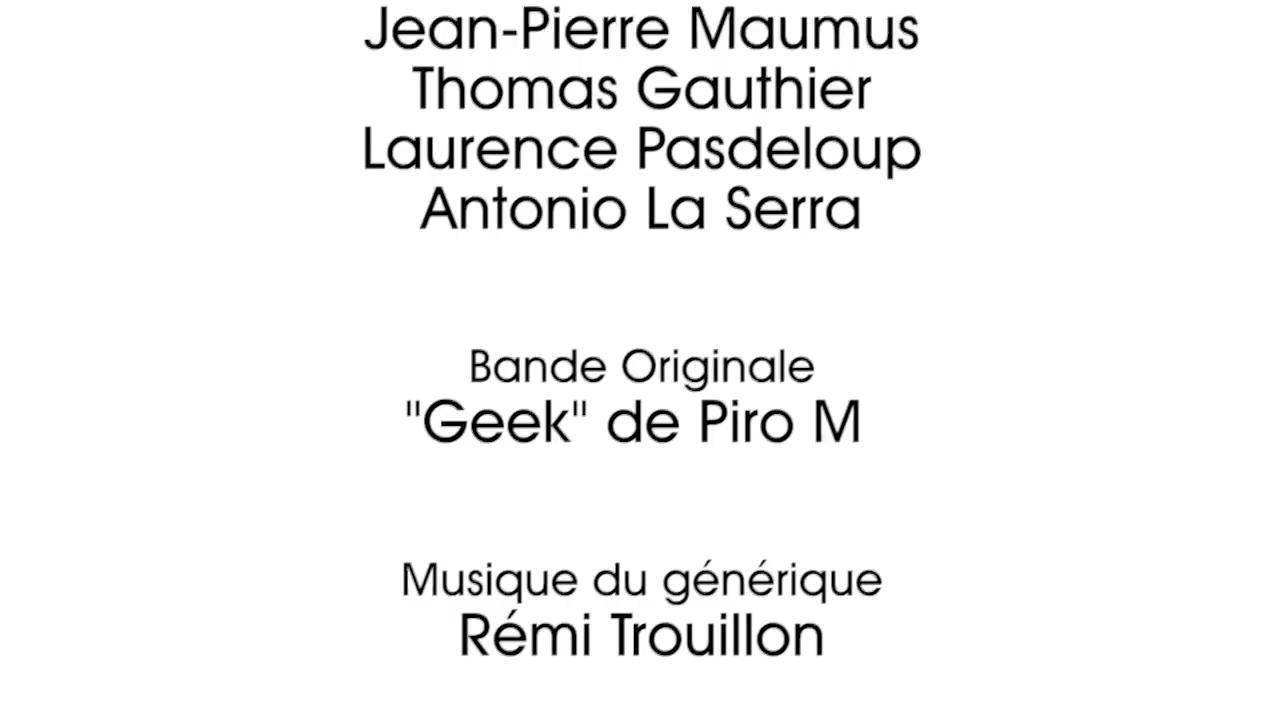 Jean-Pierre Maumus
Thomas Gauthier
Laurence Pasdeloup
Antonio La Serra
Bande Originale
"Geek" de Piro M
Musique du générique
Rémi Trouillon